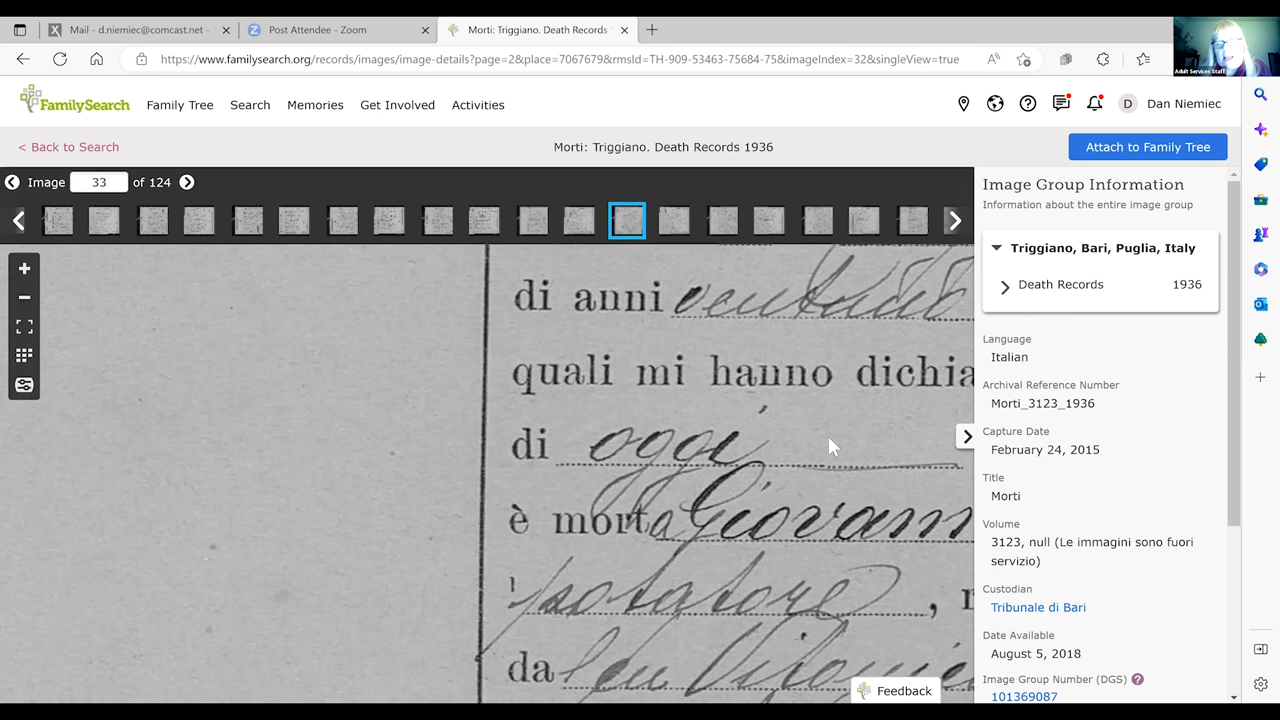 Mail - d.niemiec@comcast.net -
Post Attendee - Zoom
Morti: Triggiano. Death Records
https://www.familysearch.org/records/images/image-details?page=2&place=7067679&rmsId=TH-909-53463-75684-75&imageIndex=32&singleView=true
Adult Services Staff
FamilySearch
Family Tree
Search
Memories
Get Involved
Activities
D
Dan Niemiec
< Back to Search
Morti: Triggiano. Death Records 1936
Attach to Family Tree
Image 33 of 124
di anni
quali mi hanno dichia
di oggi
è morta Giovann
potatore,
da feu
Feedback
Image Group Information
Information about the entire image group
Triggiano, Bari, Puglia, Italy
Death Records 1936
Language
Italian
Archival Reference Number
Morti_3123_1936
Capture Date
February 24, 2015
Title
Morti
Volume
3123, null (Le immagini sono fuori
servizio)
Custodian
Tribunale di Bari
Date Available
August 5, 2018
Image Group Number (DGS)
101369087